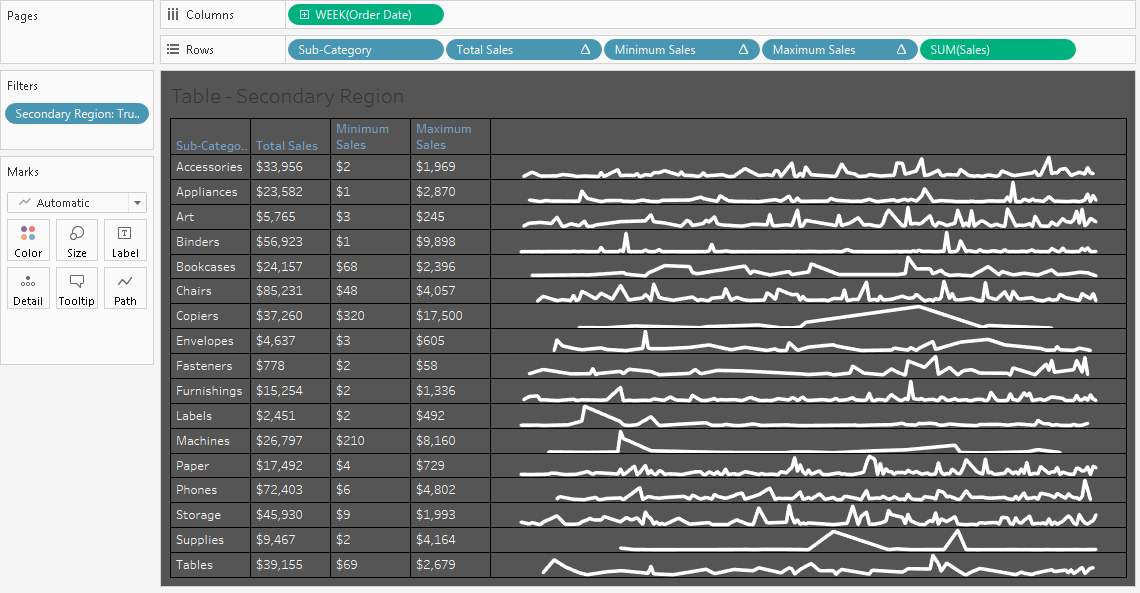 Pages
Columns
WEEK(Order Date)
Rows
Sub-Category
Total Sales
Δ
Minimum Sales
Δ
Maximum Sales
Δ
SUM(Sales)
Filters
Secondary Region: Tru..
Marks
Automatic
Color
Size
Label
Detail
Tooltip
Path
Table - Secondary Region
Sub-Catego.. Total Sales Minimum Sales Maximum Sales
Accessories $33,956 $2 $1,969
Appliances $23,582 $1 $2,870
Art $5,765 $3 $245
Binders $56,923 $1 $9,898
Bookcases $24,157 $68 $2,396
Chairs $85,231 $48 $4,057
Copiers $37,260 $320 $17,500
Envelopes $4,637 $3 $605
Fasteners $778 $2 $58
Furnishings $15,254 $2 $1,336
Labels $2,451 $2 $492
Machines $26,797 $210 $8,160
Paper $17,492 $4 $729
Phones $72,403 $6 $4,802
Storage $45,930 $9 $1,993
Supplies $9,467 $2 $4,164
Tables $39,155 $69 $2,679